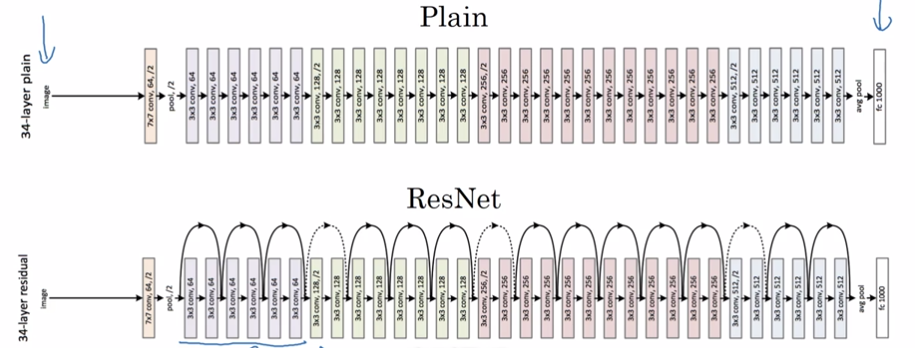 Plain
34-layer plain
image
7x7 conv, 64, /2
pool, /2
3x3 conv, 64
3x3 conv, 64
3x3 conv, 64
3x3 conv, 64
3x3 conv, 64
3x3 conv, 64
3x3 conv, 128, /2
3x3 conv, 128
3x3 conv, 128
3x3 conv, 128
3x3 conv, 128
3x3 conv, 128
3x3 conv, 128
3x3 conv, 128
3x3 conv, 256, /2
3x3 conv, 256
3x3 conv, 256
3x3 conv, 256
3x3 conv, 256
3x3 conv, 256
3x3 conv, 256
3x3 conv, 256
3x3 conv, 256
3x3 conv, 256
3x3 conv, 256
3x3 conv, 256
3x3 conv, 512, /2
3x3 conv, 512
3x3 conv, 512
3x3 conv, 512
3x3 conv, 512
3x3 conv, 512
avg pool
fc 1000
ResNet
34-layer residual
image
7x7 conv, 64, /2
pool, /2
3x3 conv, 64
3x3 conv, 64
3x3 conv, 64
3x3 conv, 64
3x3 conv, 64
3x3 conv, 64
3x3 conv, 128, /2
3x3 conv, 128
3x3 conv, 128
3x3 conv, 128
3x3 conv, 128
3x3 conv, 128
3x3 conv, 128
3x3 conv, 128
3x3 conv, 256, /2
3x3 conv, 256
3x3 conv, 256
3x3 conv, 256
3x3 conv, 256
3x3 conv, 256
3x3 conv, 256
3x3 conv, 256
3x3 conv, 256
3x3 conv, 256
3x3 conv, 256
3x3 conv, 256
3x3 conv, 512, /2
3x3 conv, 512
3x3 conv, 512
3x3 conv, 512
3x3 conv, 512
3x3 conv, 512
avg pool
fc 1000